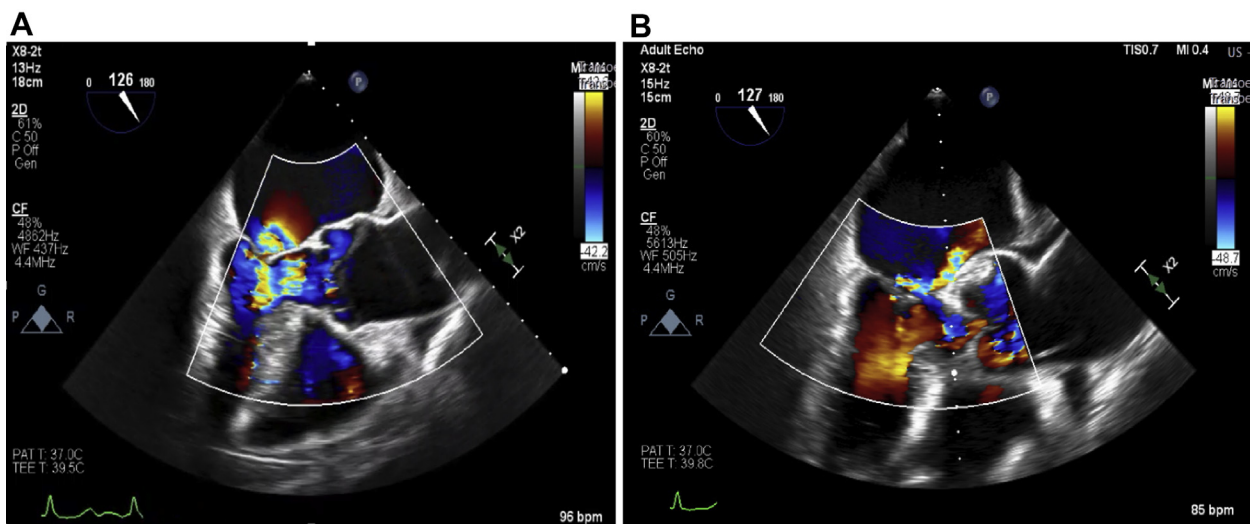 A
X8-2t
13Hz
18cm
0 126 180
P
2D
61%
C 50
P Off
Gen
CF
48%
4862Hz
WF 437Hz
4.4MHz
G
P R
PAT T: 37.0C
TEE T: 39.5C
X2
-42.2
cm/s
96 bpm
B
Adult Echo
TIS0.7 MI 0.4 US -
X8-2t
15Hz
15cm
0 127 180
P
2D
60%
C 50
P Off
Gen
CF
48%
5613Hz
WF 505Hz
4.4MHz
G
P R
PAT T: 37.0C
TEE T: 39.8C
X2
-48.7
cm/s
85 bpm